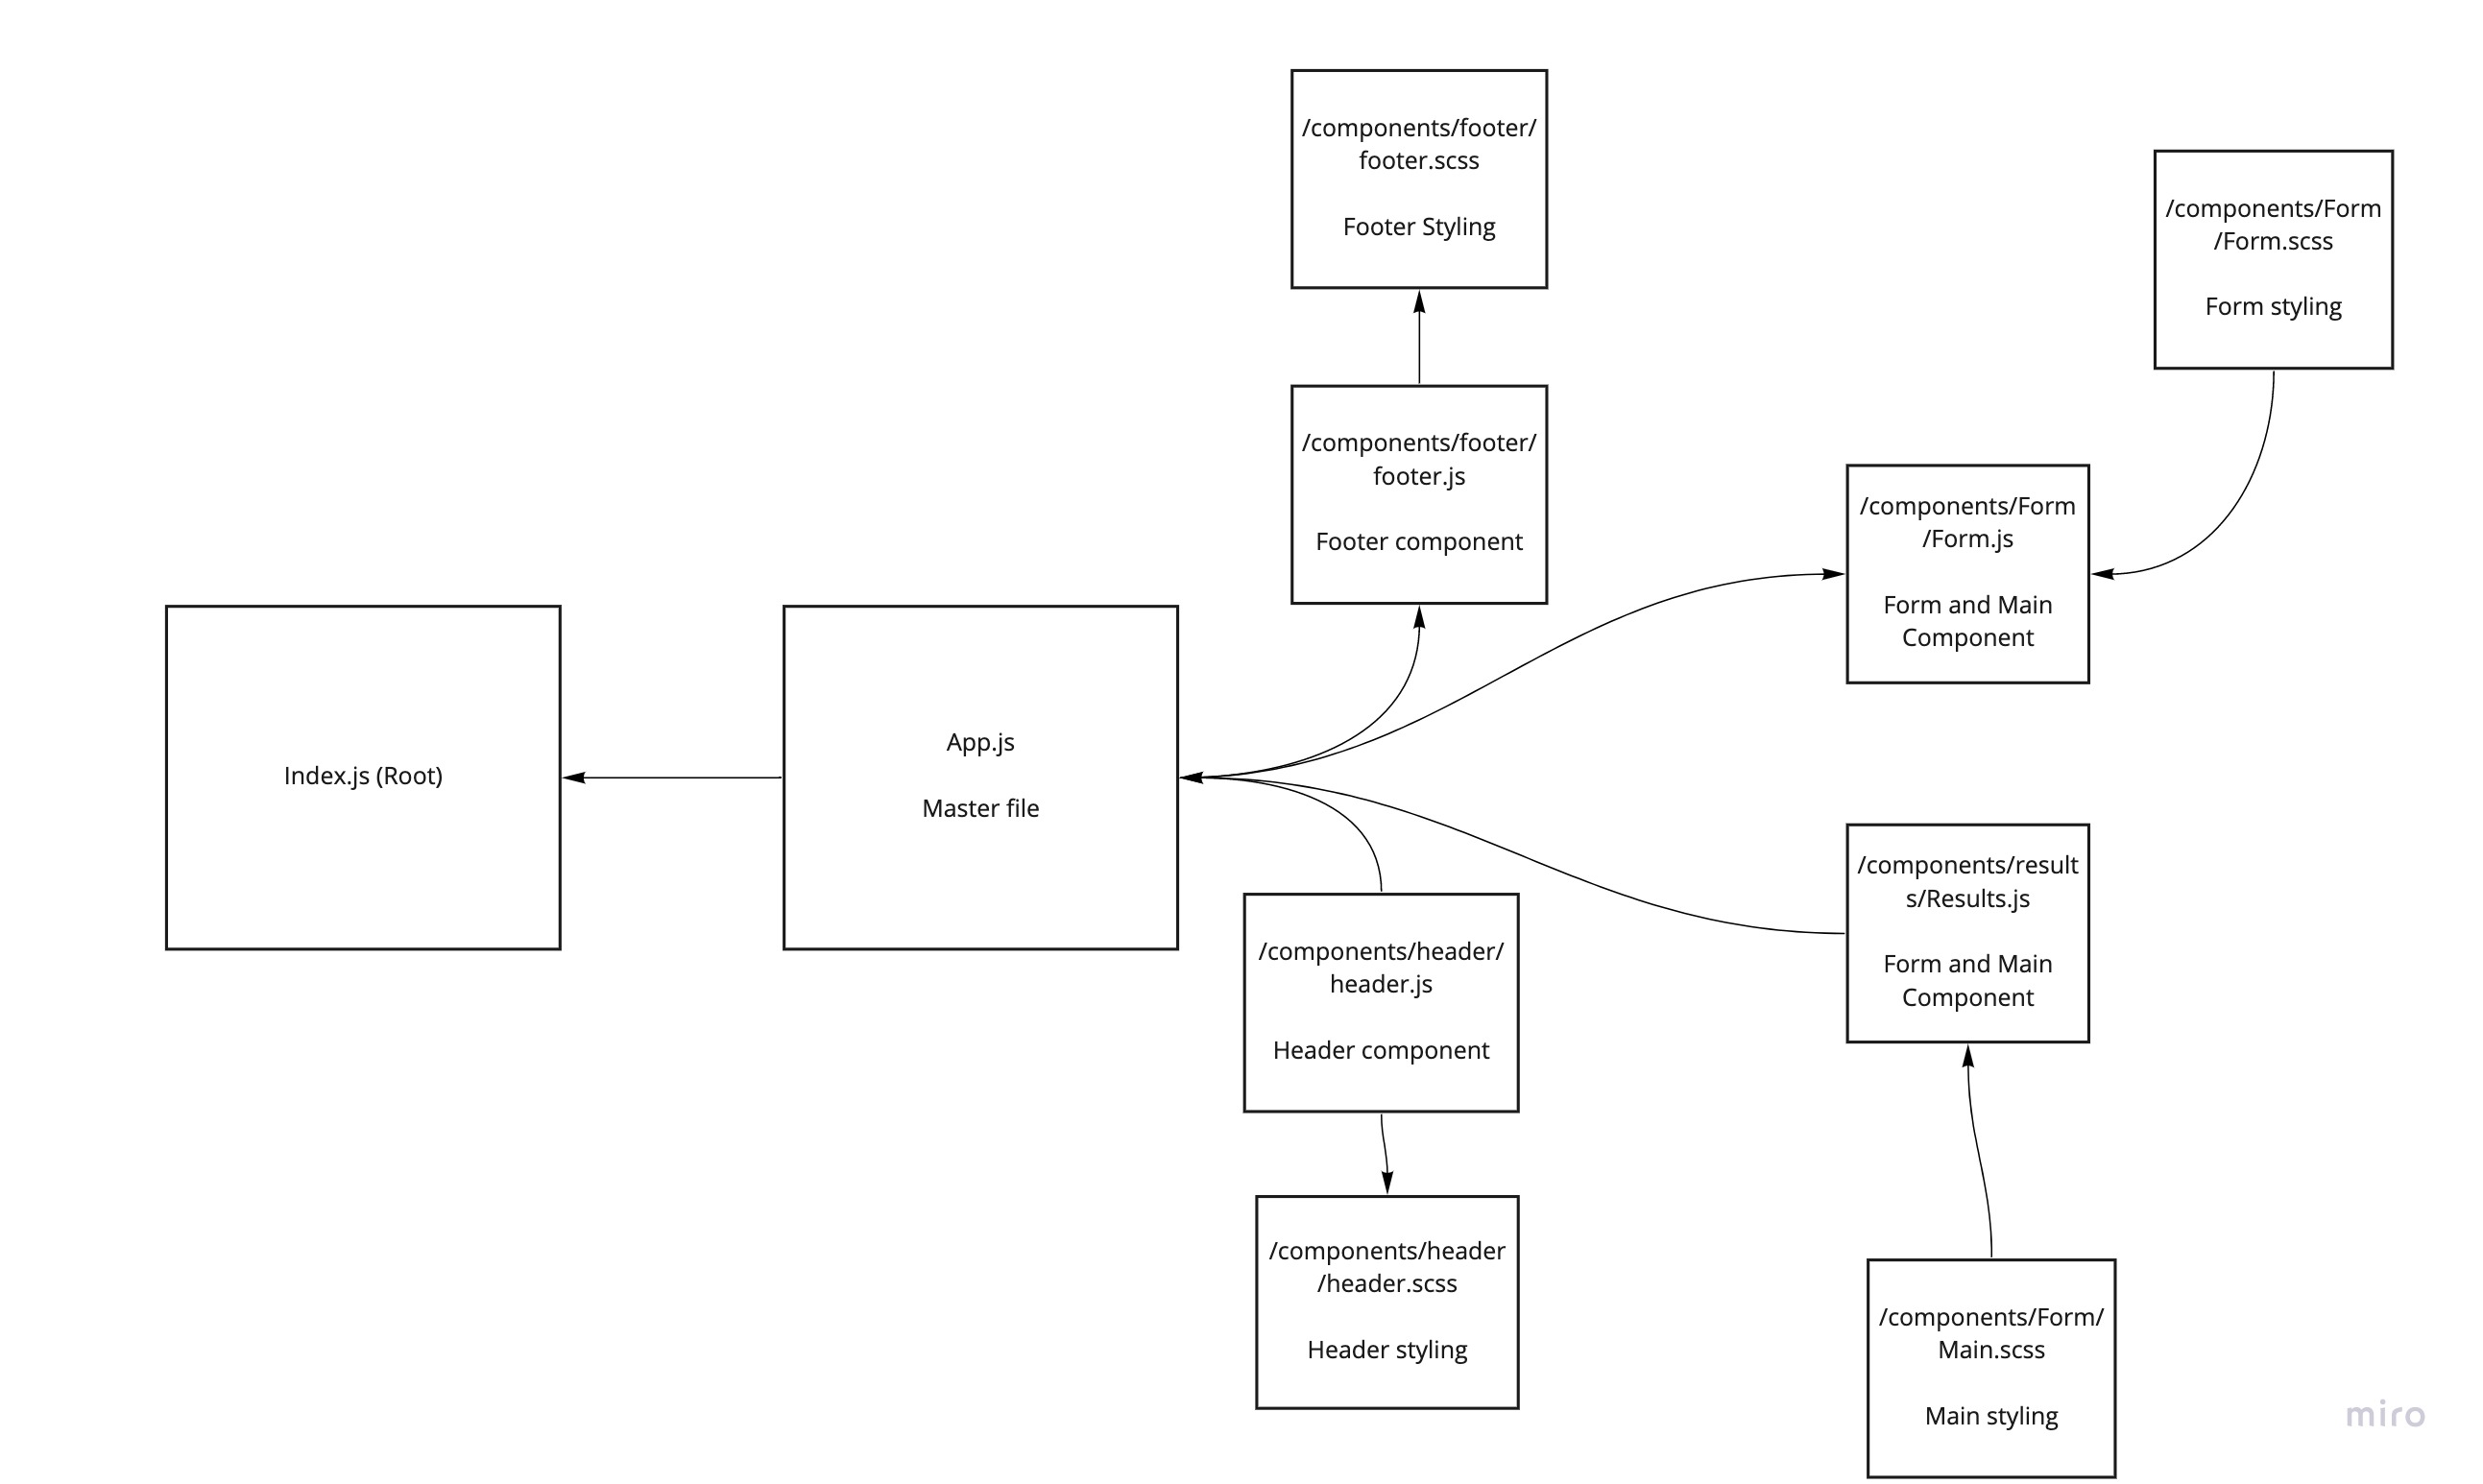 /components/footer/
footer.scss
Footer Styling
/components/Form
/Form.scss
Form styling
/components/footer/
footer.js
Footer component
/components/Form
/Form.js
Form and Main
Component
Index.js (Root)
App.js
Master file
/components/result
s/Results.js
Form and Main
Component
/components/header/
header.js
Header component
/components/header
/header.scss
Header styling
/components/Form/
Main.scss
Main styling
miro